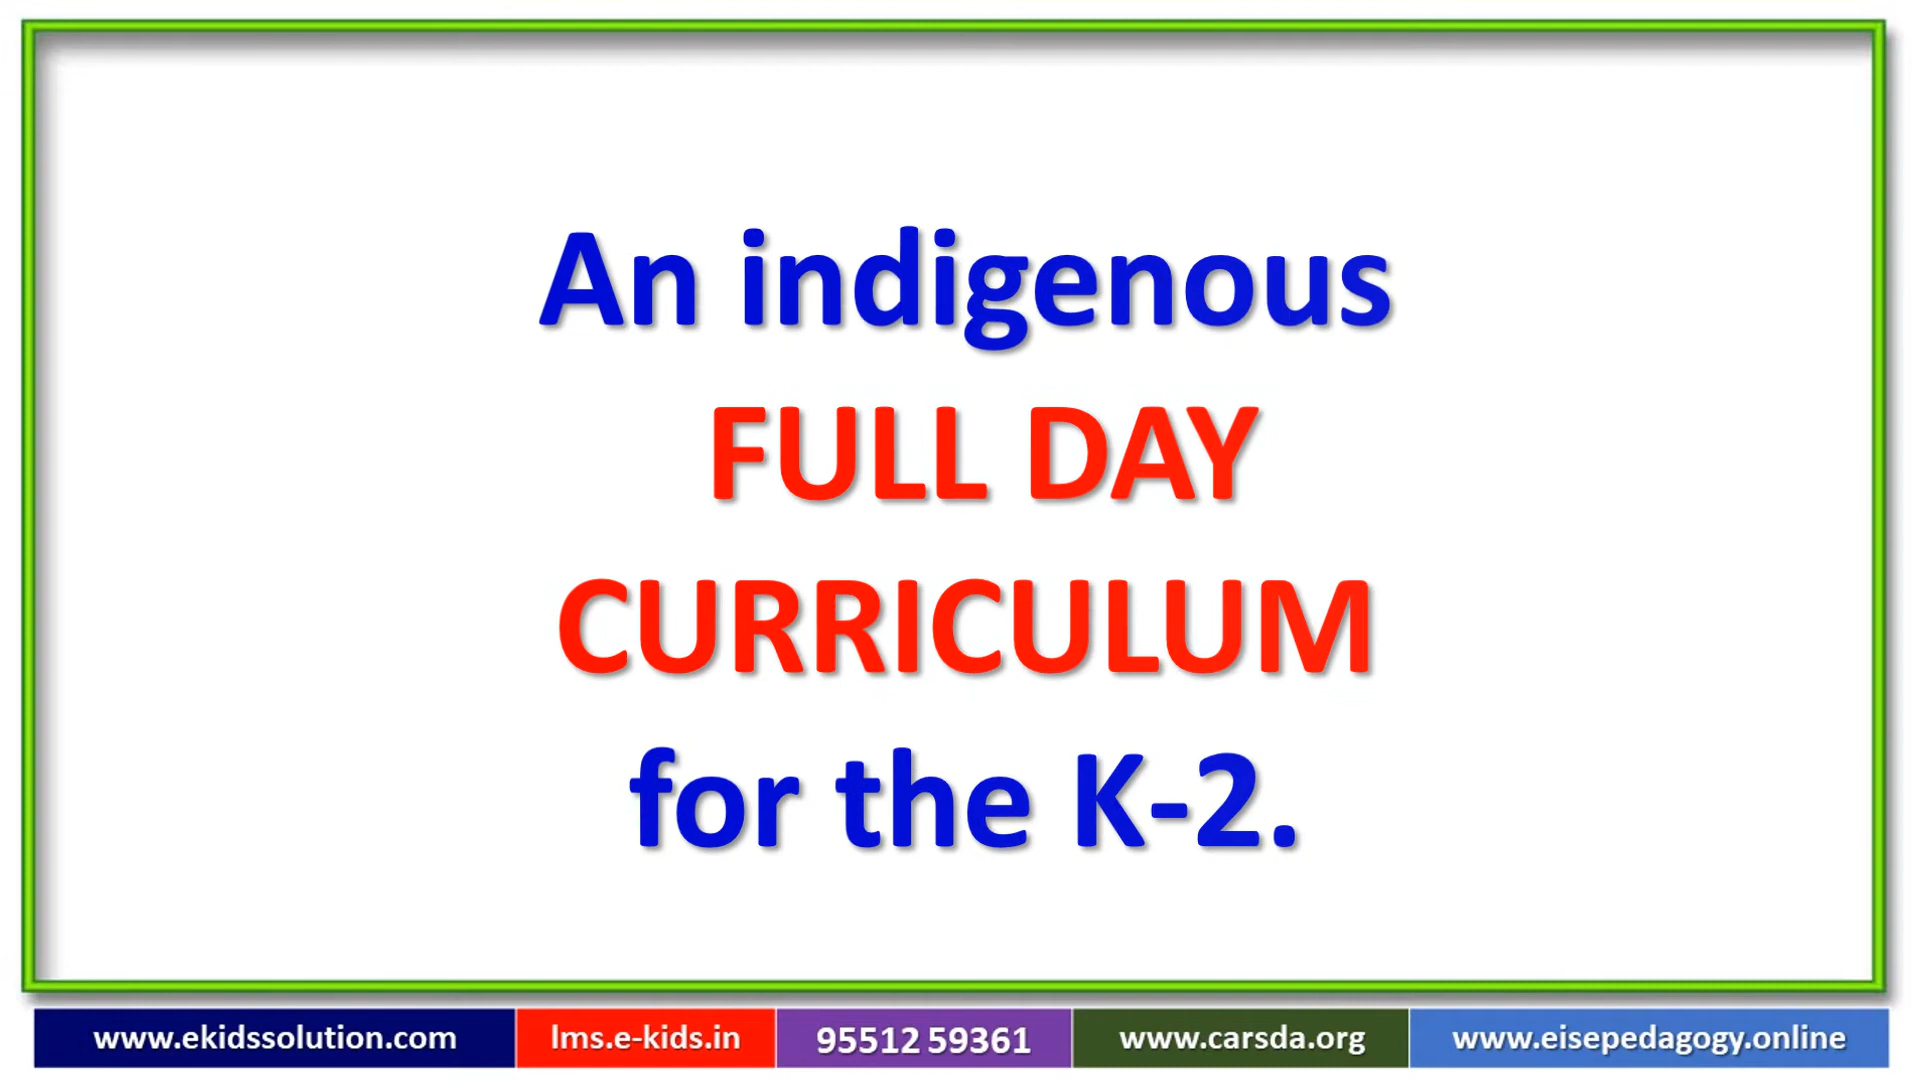 An indigenous
FULL DAY
CURRICULUM
for the K-2.
www.ekidssolution.com lms.e-kids.in 95512 59361 www.carsda.org www.eisepedagogy.online